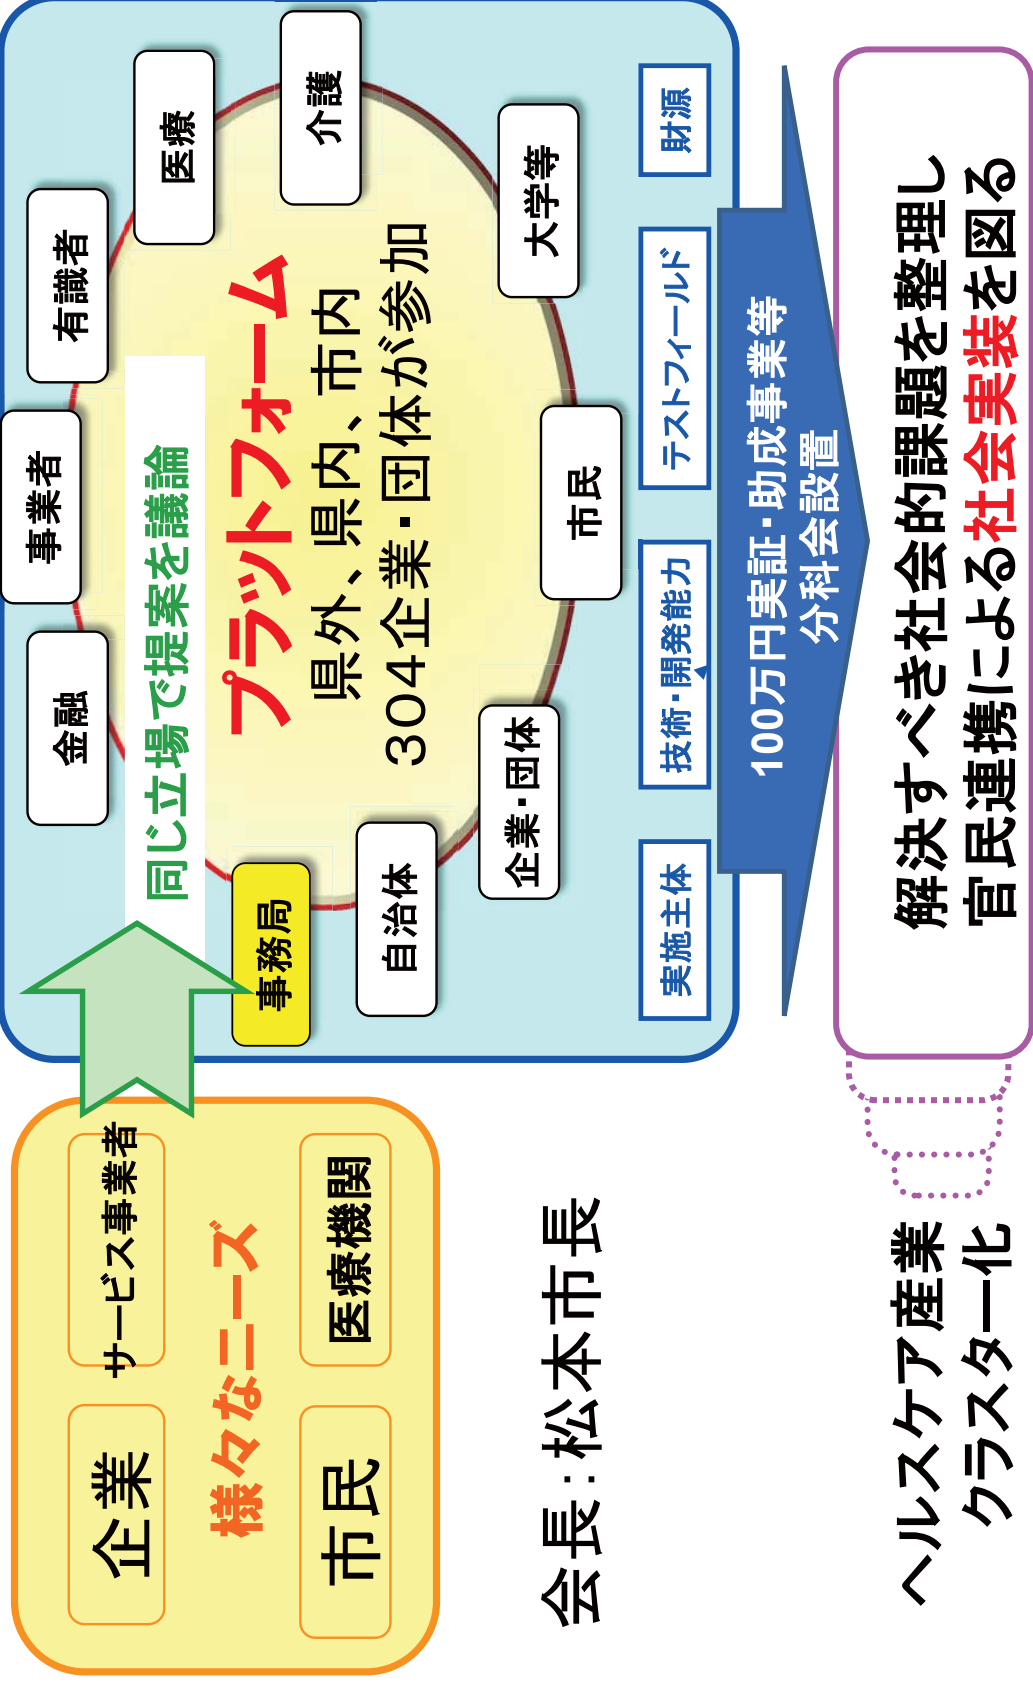 企業
サービス事業者
様々なニーズ
市民
医療機関
会長：松本市長
ヘルスケア産業
クラスター化
金融
事業者
有識者
医療
介護
同じ立場で提案を議論
プラットフォーム
県外、県内、市内
304企業・団体が参加
事務局
自治体
企業・団体
市民
大学等
実施主体
技術・開発能力
テストフィールド
財源
100万円実証・助成事業等
分科会設置
解決すべき社会的課題を整理し
官民連携による社会実装を図る